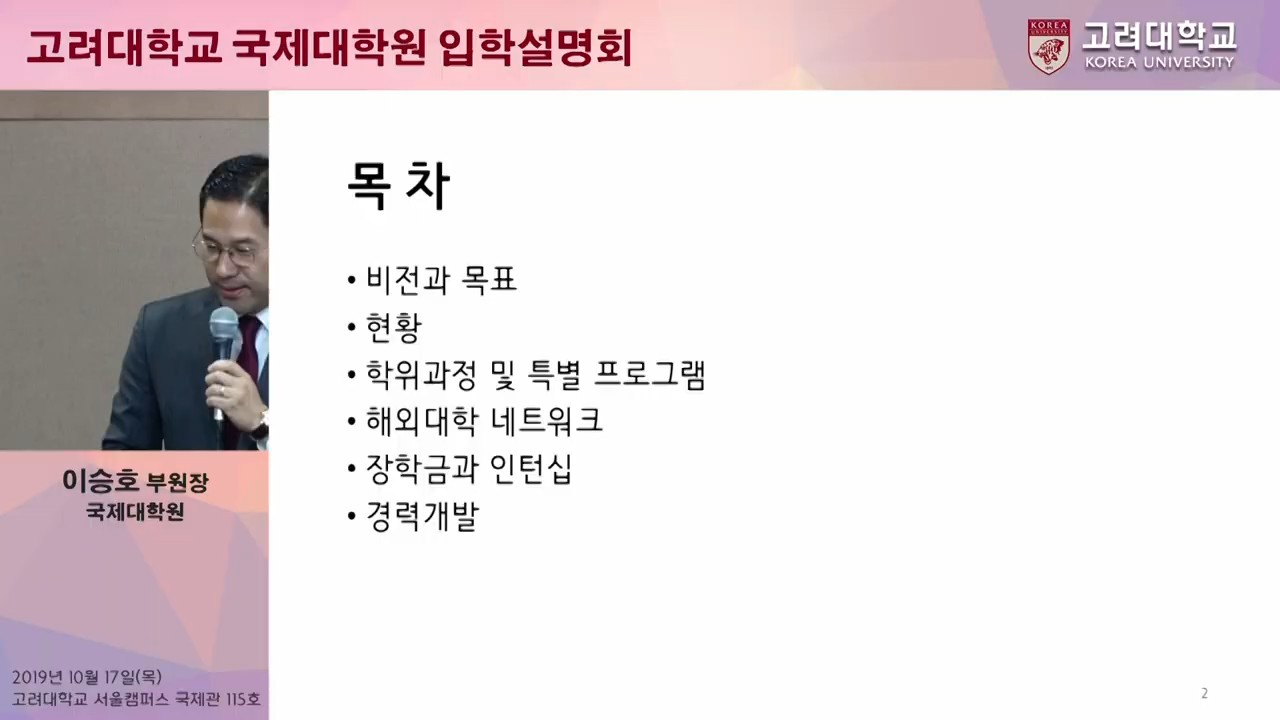 고려대학교 국제대학원 입학설명회
KOREA
UNIVERSITY
고려대학교
KOREA UNIVERSITY
목 차
• 비전과 목표
• 현황
• 학위과정 및 특별 프로그램
• 해외대학 네트워크
• 장학금과 인턴십
• 경력개발
이승호 부원장
국제대학원
2019년 10월 17일(목)
고려대학교 서울캠퍼스 국제관 115호
2